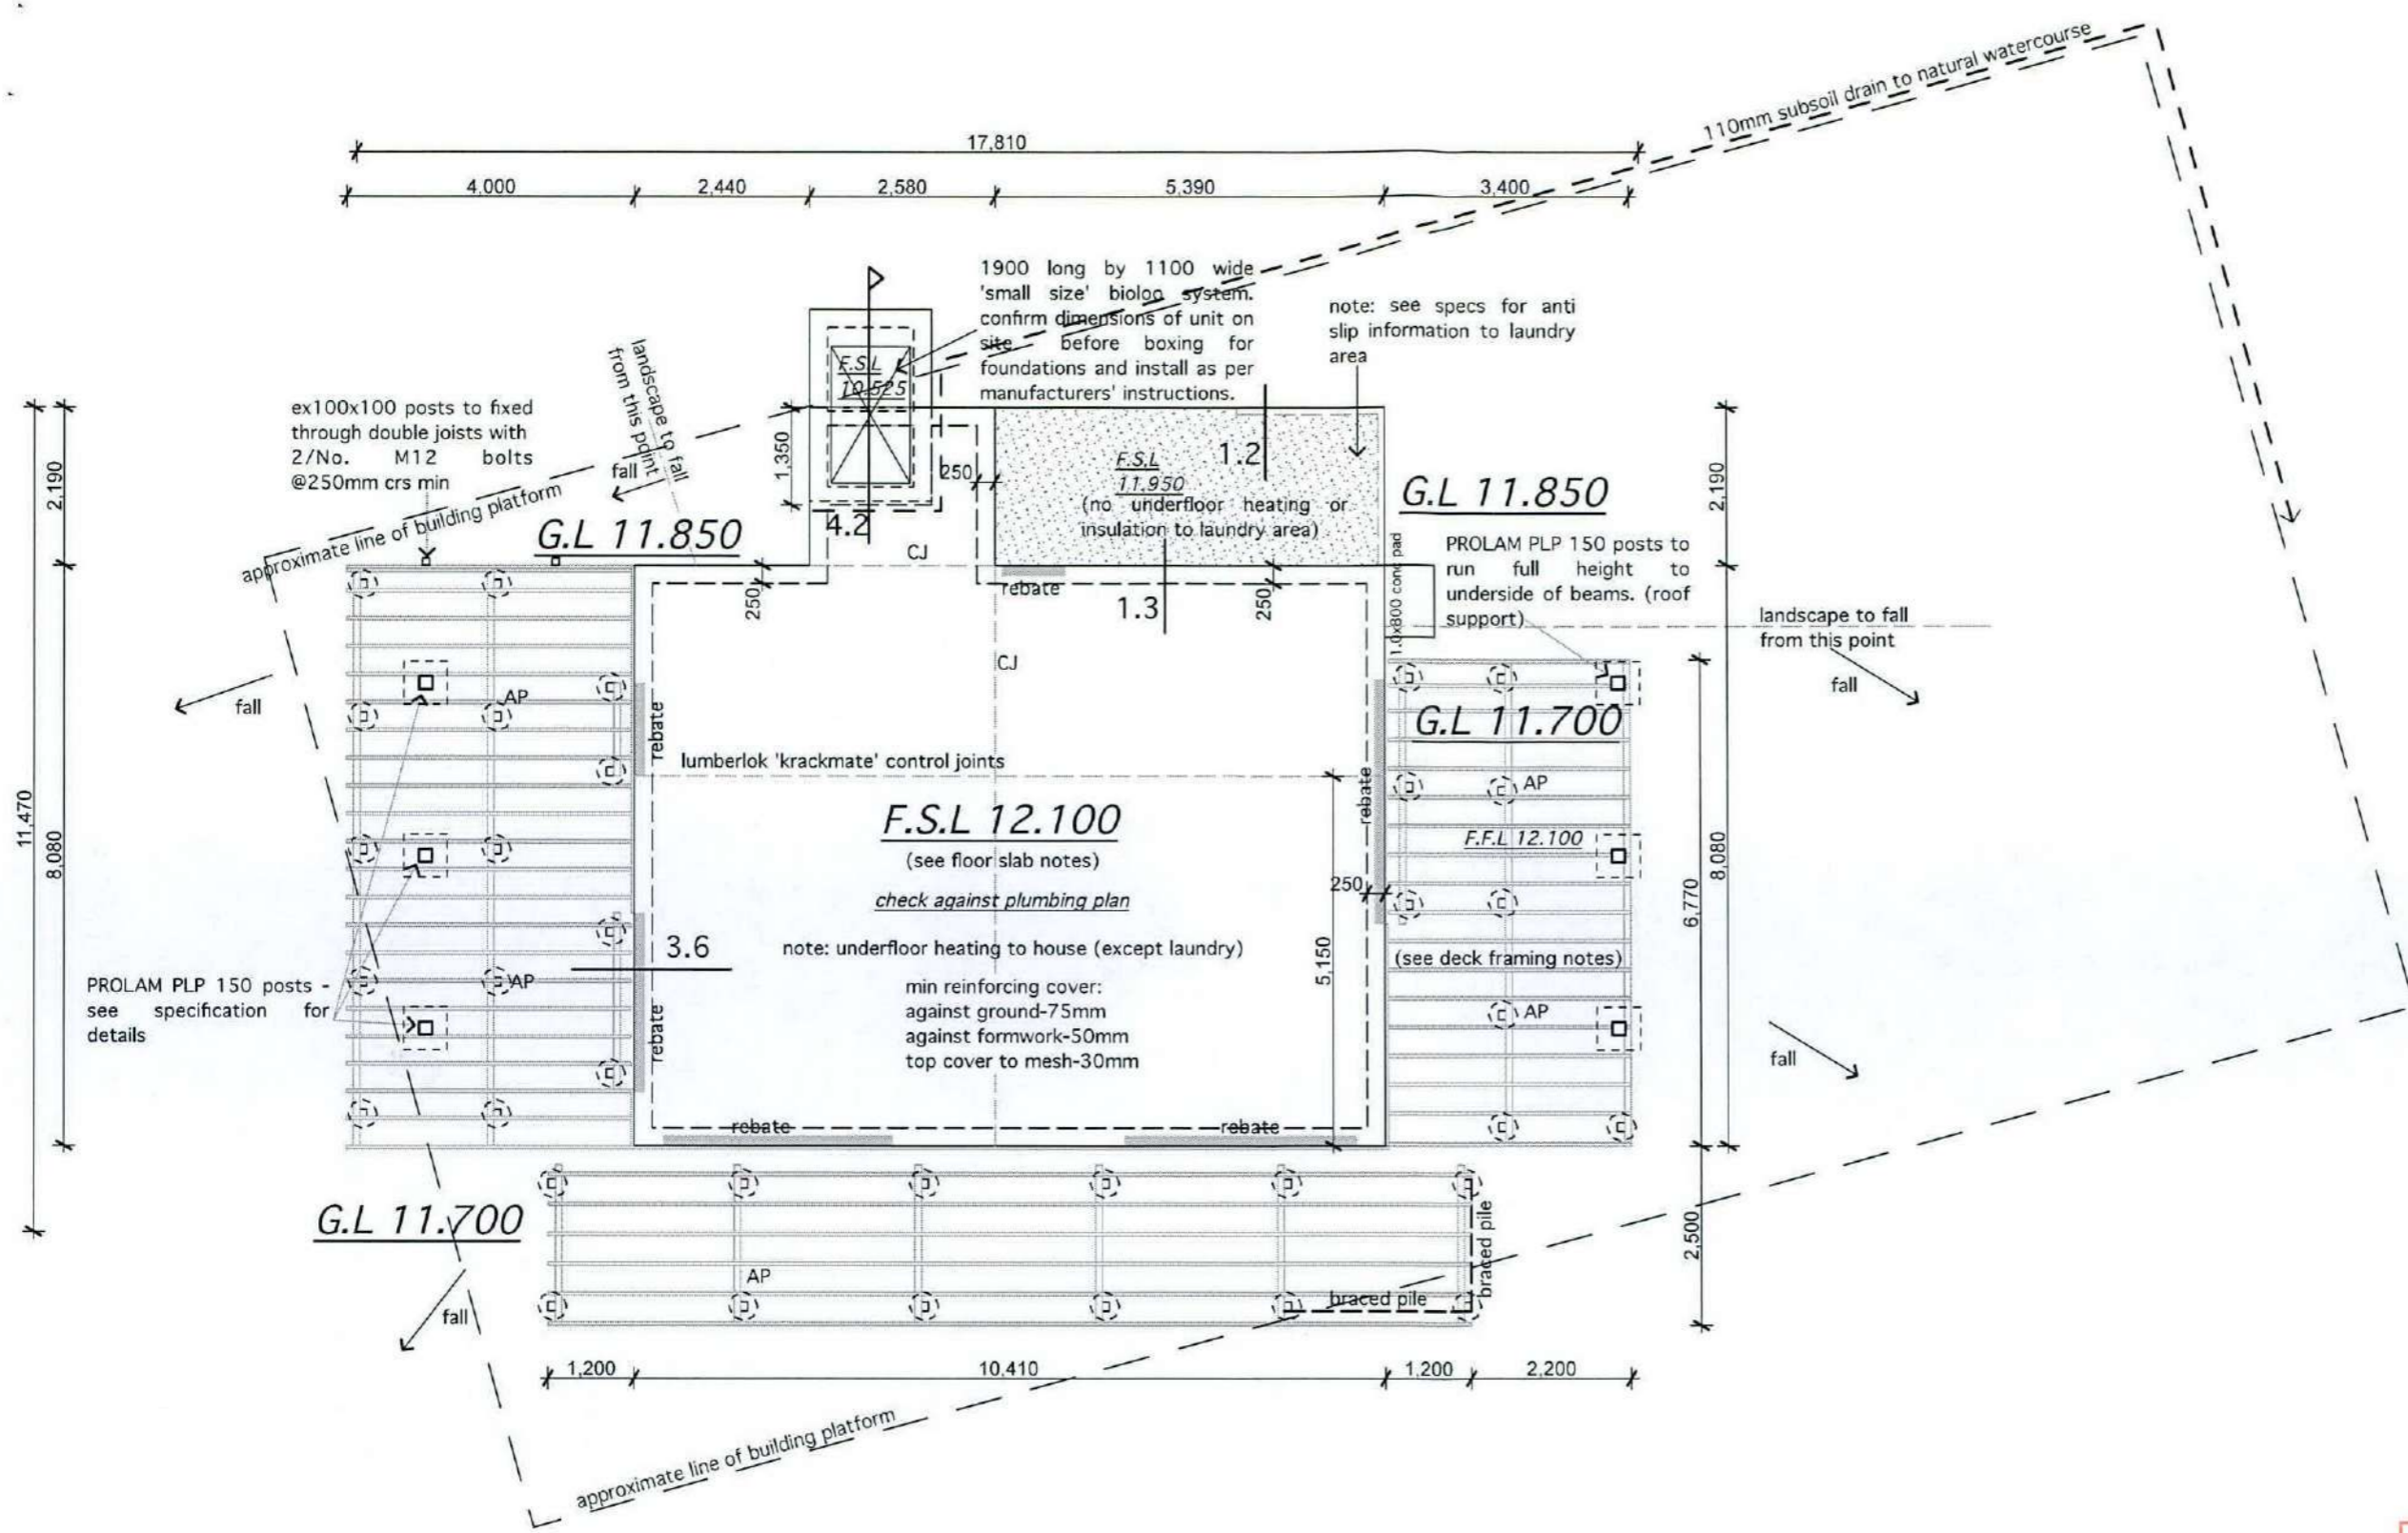 110mm subsoil drain to natural watercourse
17,810
4,000
2,440
2,580
5,390
3,400
1900 long by 1100 wide
'small size' bioloo system.
confirm dimensions of unit on
site before boxing for
foundations and install as per
manufacturers' instructions.
note: see specs for anti
slip information to laundry
area
landscape to fall
from this point
F.S.L
10.525
ex100x100 posts to fixed
through double joists with
2/No. M12 bolts
@250mm crs min
fall
approximate line of building platform
1,350
250
F.S.L
11.950
(no underfloor heating or
insulation to laundry area)
1.2
2,190
2,190
G.L 11.850
G.L 11.850
4.2
CJ
1.0x800 conc pad
PROLAM PLP 150 posts to
run full height to
underside of beams. (roof
support)
250
rebate
1.3
250
landscape to fall
from this point
fall
CJ
fall
AP
rebate
G.L 11.700
lumberlok 'krackmate' control joints
rebate
AP
11,470
8,080
F.S.L 12.100
(see floor slab notes)
check against plumbing plan
F.F.L 12.100
250
6,770
8,080
3.6
note: underfloor heating to house (except laundry)
5,150
(see deck framing notes)
PROLAM PLP 150 posts -
see specification for
details
AP
min reinforcing cover:
against ground-75mm
against formwork-50mm
top cover to mesh-30mm
rebate
AP
fall
rebate
rebate
G.L 11.700
braced pile
2,500
AP
braced pile
fall
1,200
10,410
1,200
2,200
approximate line of building platform